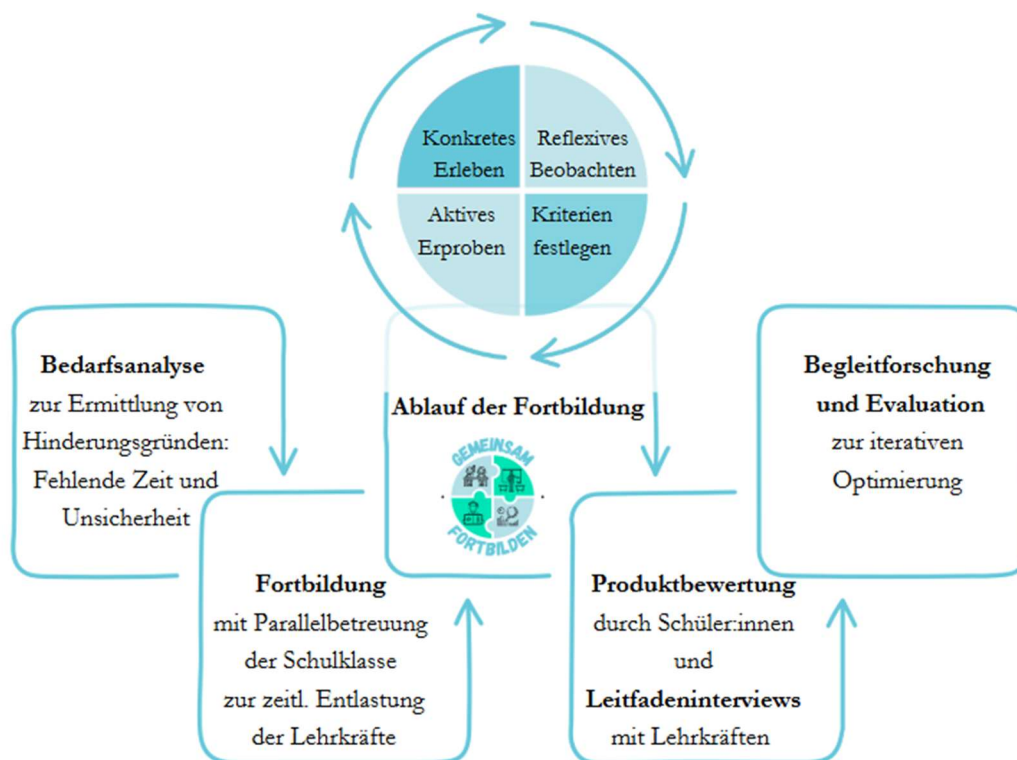 Konkretes
Erleben
Reflexives
Beobachten
Aktives
Erproben
Kriterien
festlegen
Bedarfsanalyse
zur Ermittlung von
Hinderungsgründen:
Fehlende Zeit und
Unsicherheit
Fortbildung
mit Parallelbetreuung
der Schulklasse
zur zeitl. Entlastung
der Lehrkräfte
Ablauf der Fortbildung
GEMEINSAM
FORTBILDEN
Produktbewertung
durch Schüler:innen
und
Leitfadeninterviews
mit Lehrkräften
Begleitforschung
und Evaluation
zur iterativen
Optimierung